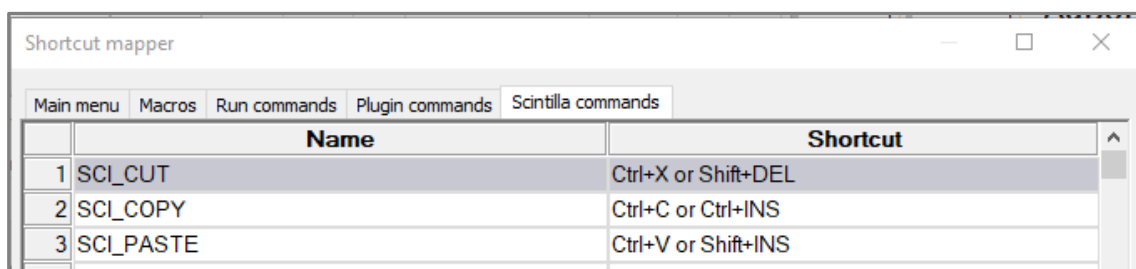 Shortcut mapper
Main menu Macros Run commands Plugin commands Scintilla commands
Name Shortcut
1 SCI_CUT Ctrl+X or Shift+DEL
2 SCI_COPY Ctrl+C or Ctrl+INS
3 SCI_PASTE Ctrl+V or Shift+INS